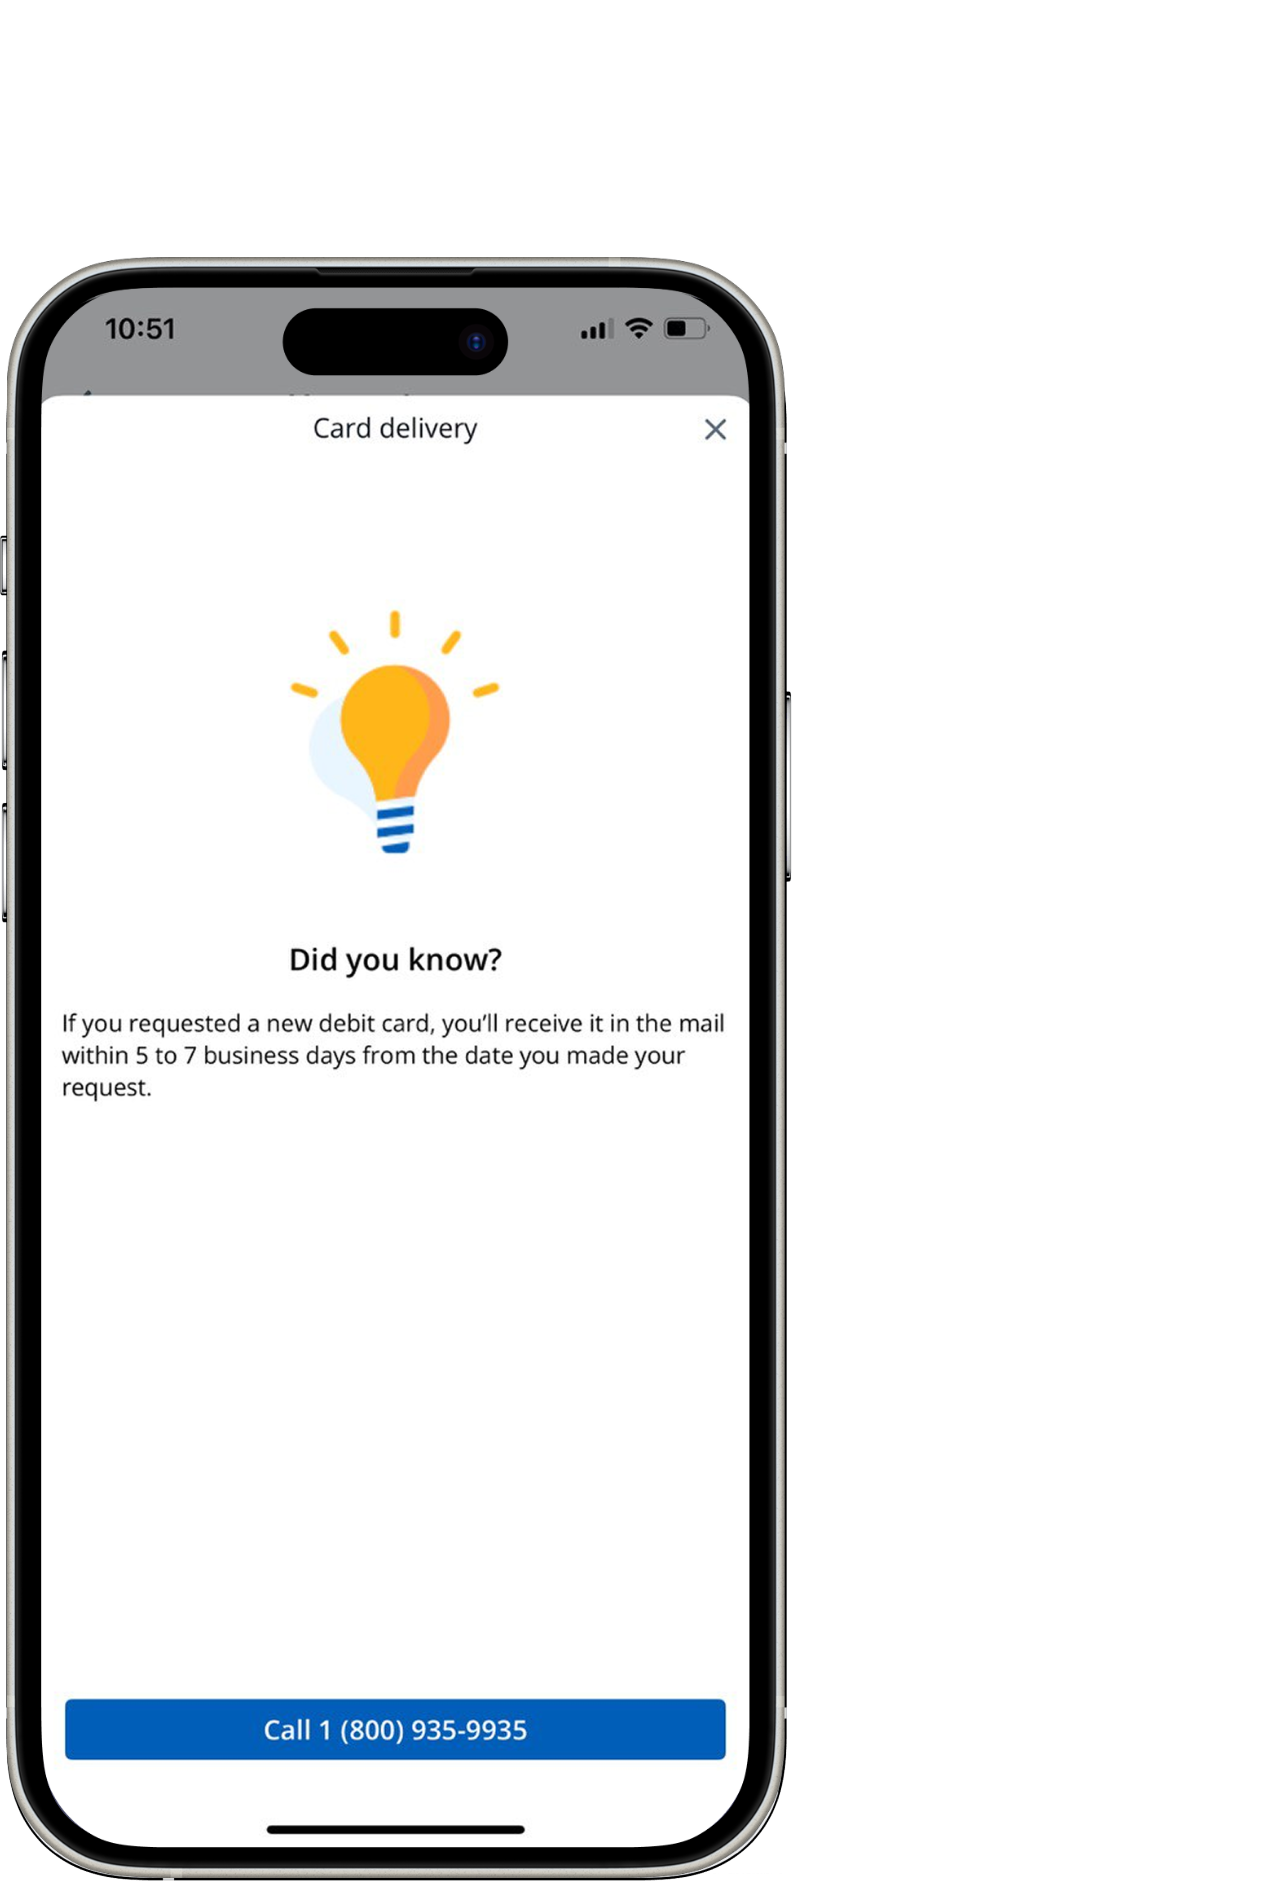 10:51
Card delivery
Did you know?
If you requested a new debit card, you’ll receive it in the mail
within 5 to 7 business days from the date you made your
request.
Call 1 (800) 935-9935